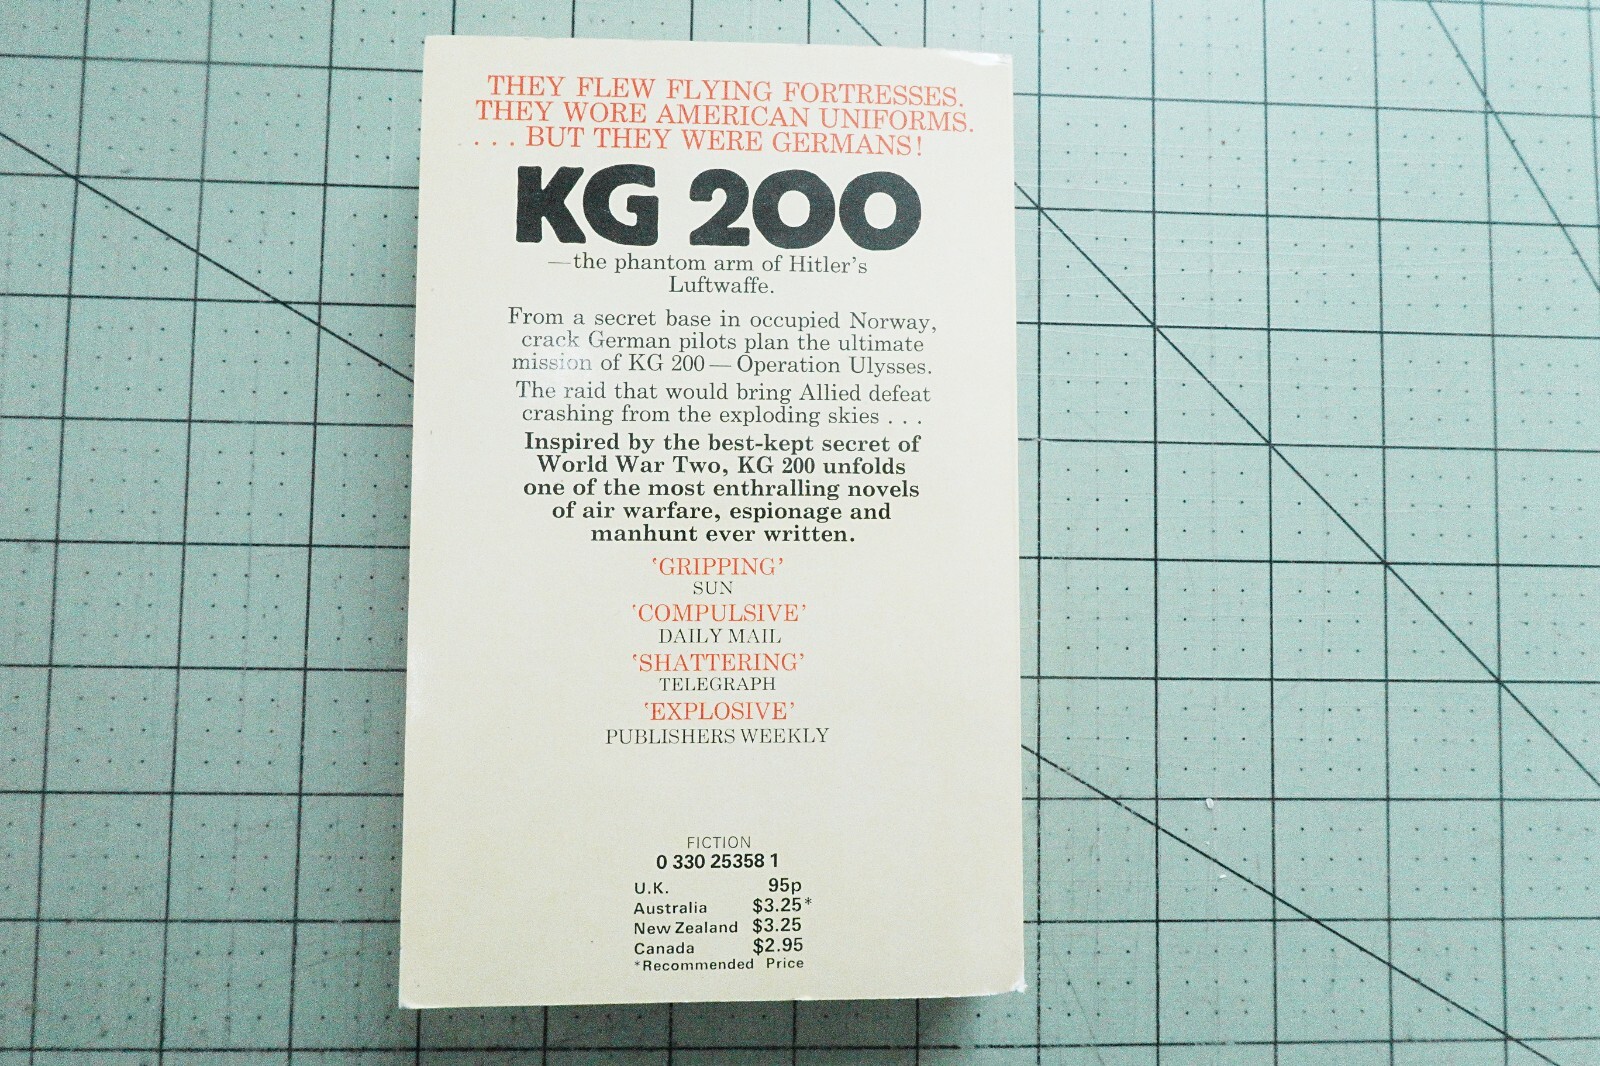 THEY FLEW FLYING FORTRESSES.
THEY WORE AMERICAN UNIFORMS.
. . . BUT THEY WERE GERMANS!
KG 200
—the phantom arm of Hitler's
Luftwaffe.
From a secret base in occupied Norway,
crack German pilots plan the ultimate
mission of KG 200 — Operation Ulysses.
The raid that would bring Allied defeat
crashing from the exploding skies . . .
Inspired by the best-kept secret of
World War Two, KG 200 unfolds
one of the most enthralling novels
of air warfare, espionage and
manhunt ever written.
'GRIPPING'
SUN
'COMPULSIVE'
DAILY MAIL
'SHATTERING'
TELEGRAPH
'EXPLOSIVE'
PUBLISHERS WEEKLY
FICTION
0 330 25358 1
U.K. 95p
Australia $3.25*
New Zealand $3.25
Canada $2.95
*Recommended Price